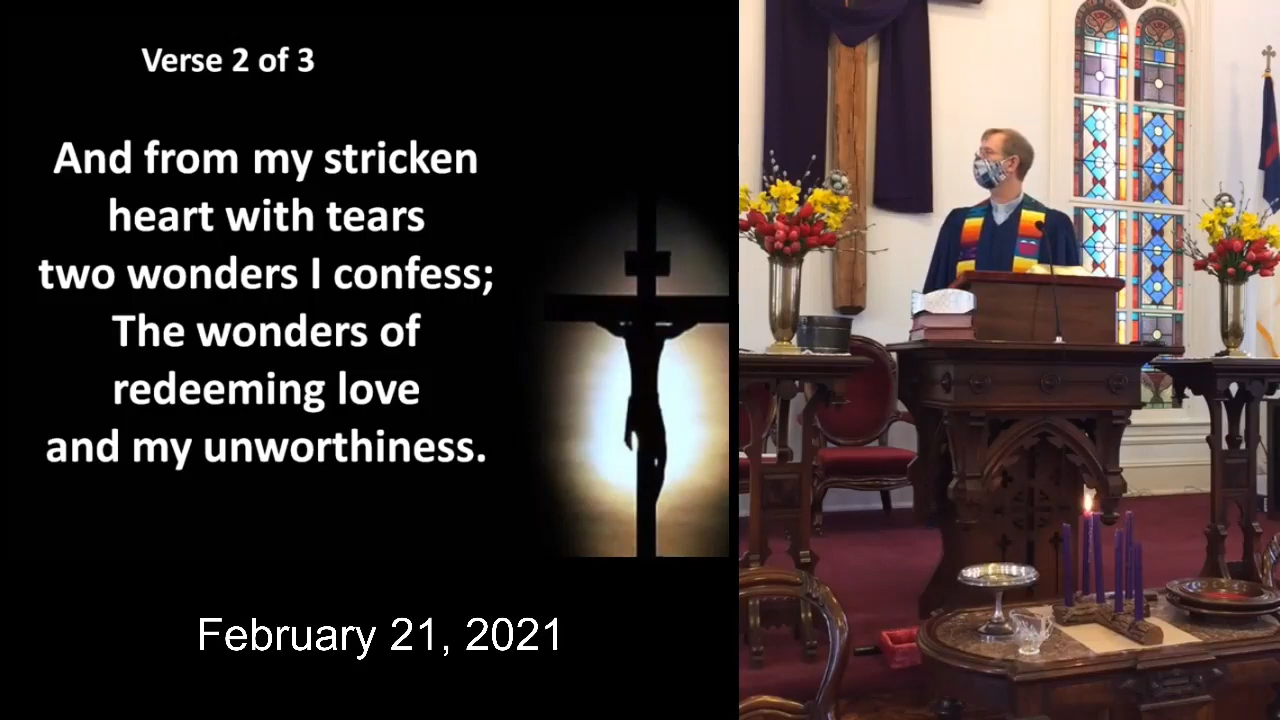 Verse 2 of 3
And from my stricken
heart with tears
two wonders I confess;
The wonders of
redeeming love
and my unworthiness.
February 21, 2021